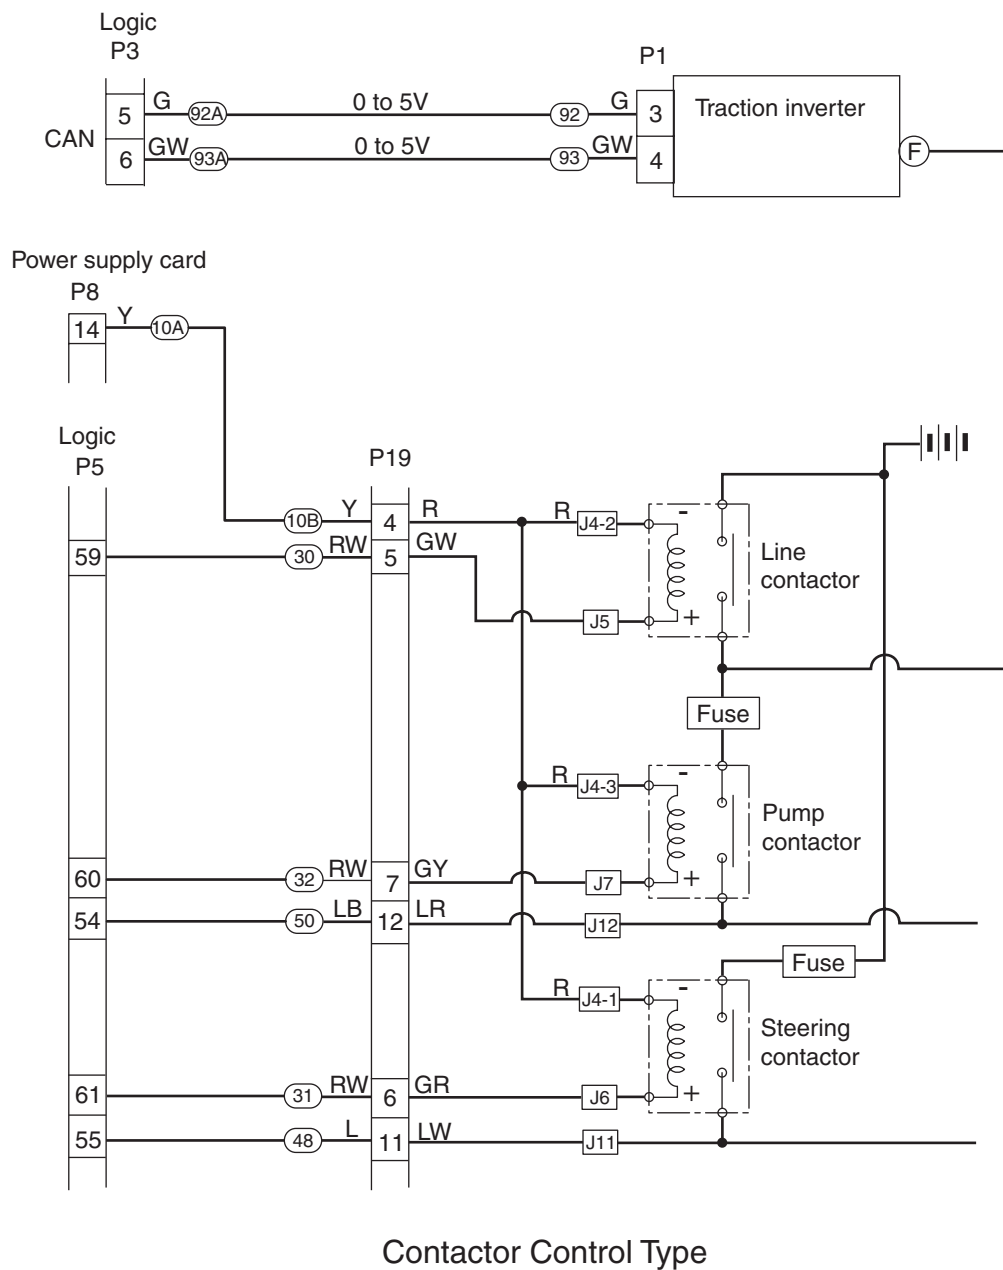 Logic
P3
P1
5 G 92A 0 to 5V 92 G 3 Traction inverter
CAN
6 GW 93A 0 to 5V 93 GW 4 F
Power supply card
P8
14 Y 10A
Logic
P5
P19
10B Y 4 R R J4-2 -
59 30 RW 5 GW
Line
contactor
J5 +
Fuse
R J4-3 -
Pump
contactor
60 32 RW 7 GY J7 +
54 50 LB 12 LR J12
Fuse
R J4-1 -
Steering
contactor
61 31 RW 6 GR J6 +
55 48 L 11 LW J11
Contactor Control Type